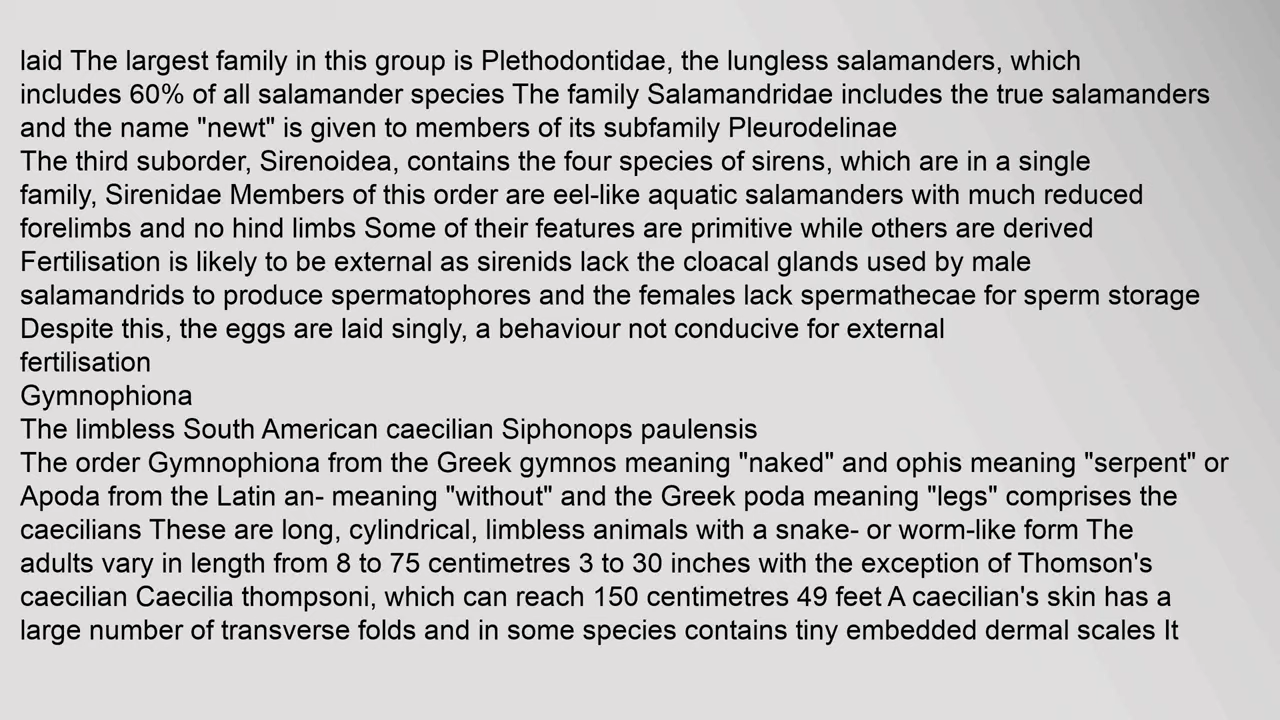 laid The largest family in this group is Plethodontidae, the lungless salamanders, which
includes 60% of all salamander species The family Salamandridae includes the true salamanders
and the name "newt" is given to members of its subfamily Pleurodelinae
The third suborder, Sirenoidea, contains the four species of sirens, which are in a single
family, Sirenidae Members of this order are eel-like aquatic salamanders with much reduced
forelimbs and no hind limbs Some of their features are primitive while others are derived
Fertilisation is likely to be external as sirenids lack the cloacal glands used by male
salamandrids to produce spermatophores and the females lack spermathecae for sperm storage
Despite this, the eggs are laid singly, a behaviour not conducive for external
fertilisation
Gymnophiona
The limbless South American caecilian Siphonops paulensis
The order Gymnophiona from the Greek gymnos meaning "naked" and ophis meaning "serpent" or
Apoda from the Latin an- meaning "without" and the Greek poda meaning "legs" comprises the
caecilians These are long, cylindrical, limbless animals with a snake- or worm-like form The
adults vary in length from 8 to 75 centimetres 3 to 30 inches with the exception of Thomson's
caecilian Caecilia thompsoni, which can reach 150 centimetres 49 feet A caecilian's skin has a
large number of transverse folds and in some species contains tiny embedded dermal scales It